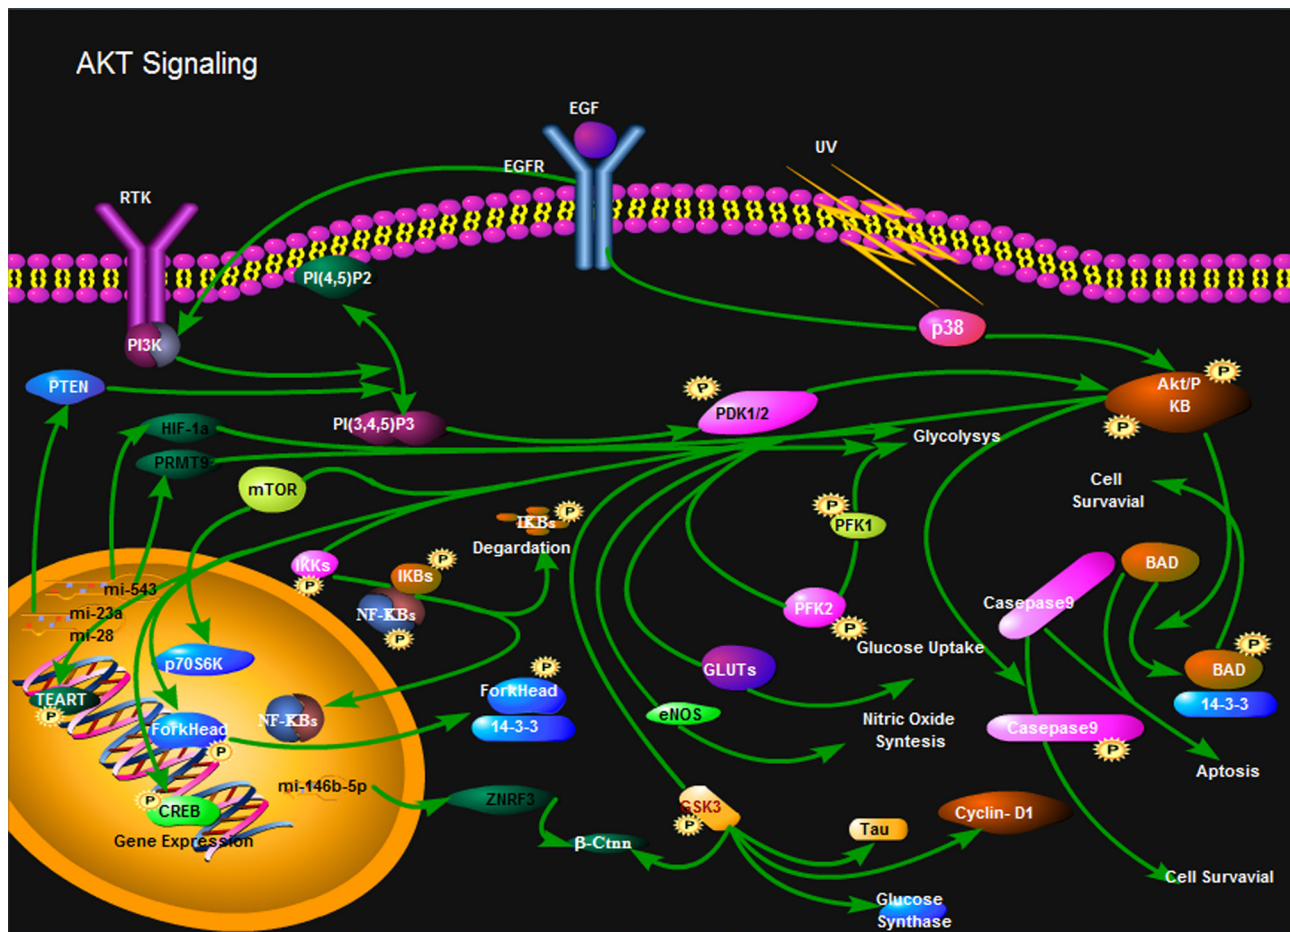 AKT Signaling
EGF
EGFR
UV
RTK
PI(4,5)P2
PI3K
p38
PTEN
P
Akt/P
KB
P
P
PDK1/2
HIF-1a
PI(3,4,5)P3
Glycolysys
PRMT9
mTOR
Cell
Survavial
P
PFK1
IKBs
P
Degardation
IKKs
P
IKBs
P
NF-KBs
P
BAD
mi-543
mi-23a
mi-28
Casepase9
PFK2
P
Glucose Uptake
P
BAD
14-3-3
p70S6K
GLUTs
P
ForkHead
14-3-3
TEART
P
NF-KBs
ForkHead
P
eNOS
Nitric Oxide
Syntesis
Casepase9
P
Aptosis
mi-146b-5p
ZNRF3
GSK3
P
P
CREB
Gene Expression
Cyclin- D1
Tau
β-Ctnn
Cell Survavial
Glucose
Synthase